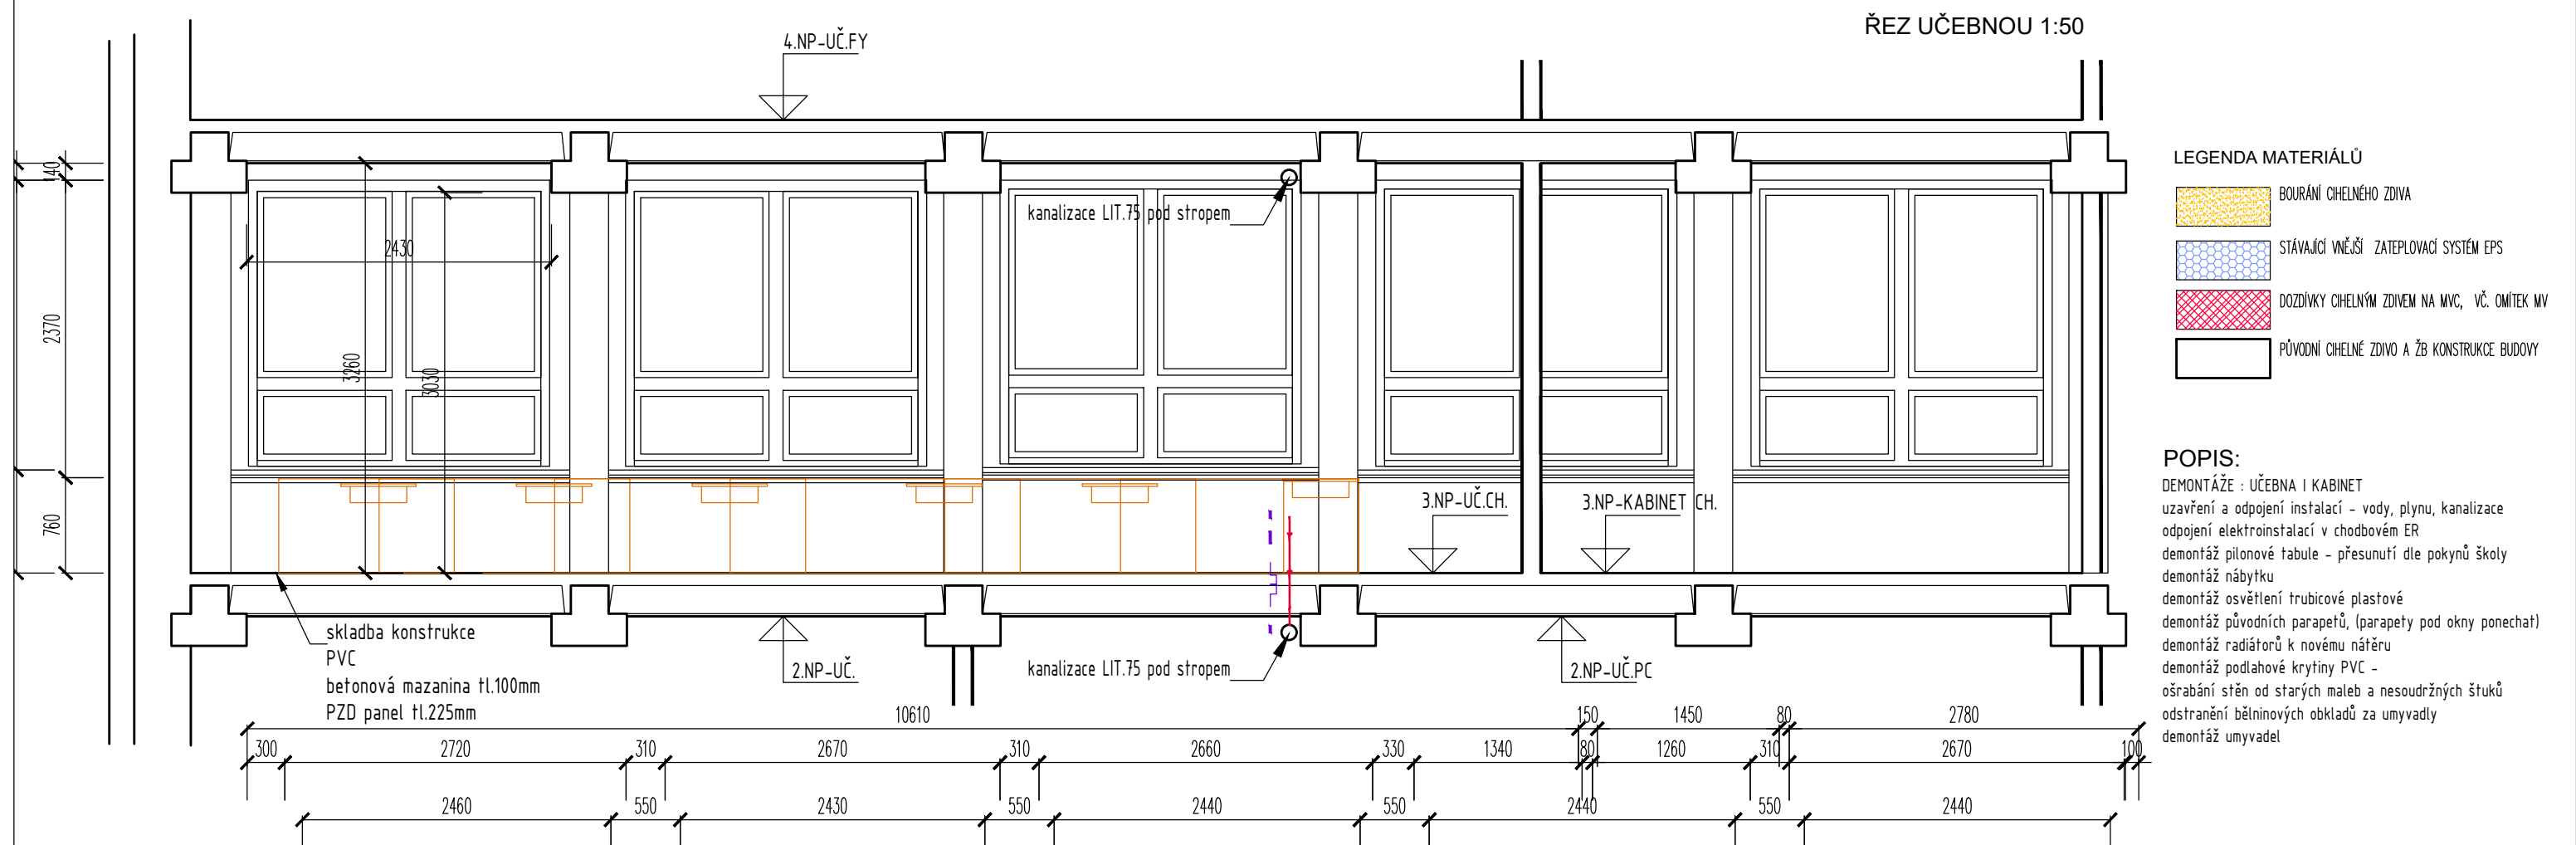 ŘEZ UČEBNOU 1:50
4.NP-UČ.FY
140
2370
760
2430
3260
3030
kanalizace LIT.75 pod stropem
3.NP-UČ.CH.
3.NP-KABINET CH.
skladba konstrukce
PVC
betonová mazanina tl.100mm
PZD panel tl.225mm
2.NP-UČ.
kanalizace LIT.75 pod stropem
2.NP-UČ.PC
10610
150
1450
80
2780
300
2720
310
2670
310
2660
330
1340
80
1260
310
2670
100
2460
550
2430
550
2440
550
2440
550
2440
LEGENDA MATERIÁLŮ
BOURÁNÍ CIHELNÉHO ZDIVA
STÁVAJÍCÍ VNĚJŠÍ ZATEPLOVACÍ SYSTÉM EPS
DOZDÍVKY CIHELNÝM ZDIVEM NA MVC, VČ. OMÍTEK MV
PŮVODNÍ CIHELNÉ ZDIVO A ŽB KONSTRUKCE BUDOVY
POPIS:
DEMONTÁŽE : UČEBNA I KABINET
uzavření a odpojení instalací - vody, plynu, kanalizace
odpojení elektroinstalací v chodbovém ER
demontáž pilonové tabule - přesunutí dle pokynů školy
demontáž nábytku
demontáž osvětlení trubicové plastové
demontáž původních parapetů, (parapety pod okny ponechat)
demontáž radiátorů k novému nátěru
demontáž podlahové krytiny PVC -
ošrabání stěn od starých maleb a nesoudržných štuků
odstranění bělninových obkladů za umyvadly
demontáž umyvadel